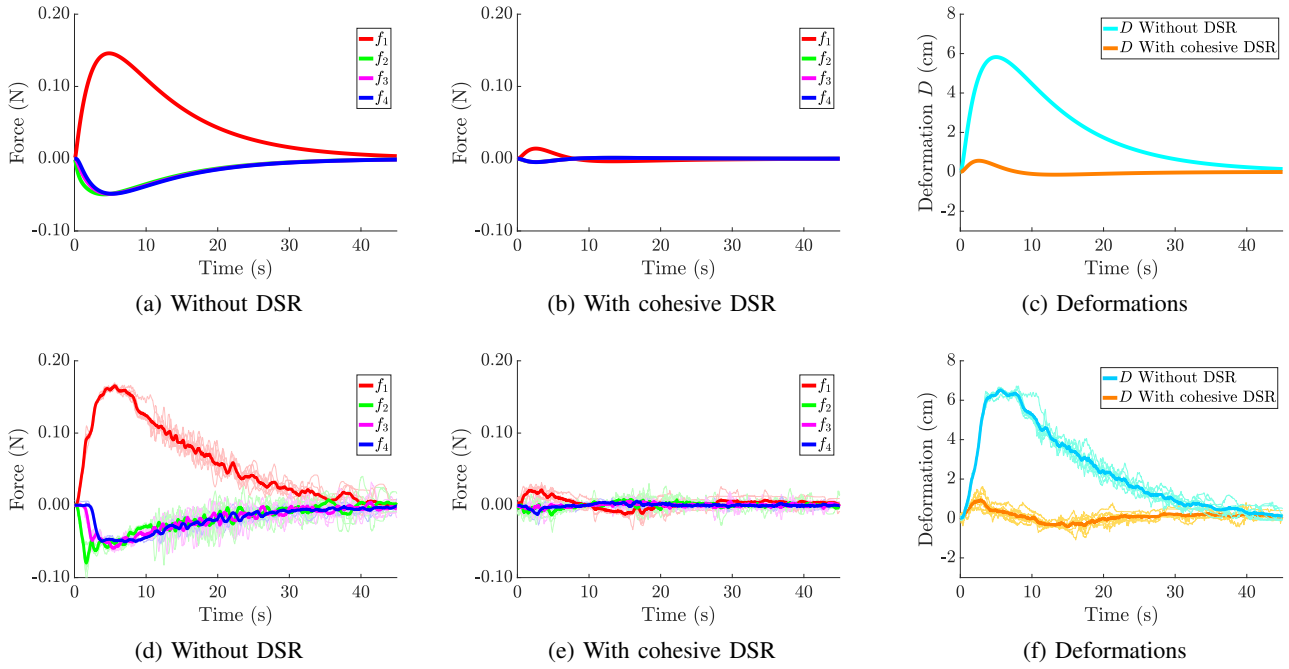 0.20
0.10
0.00
-0.10
Force (N)
0 10 20 30 40
Time (s)
f1
f2
f3
f4
(a) Without DSR
0.20
0.10
0.00
-0.10
Force (N)
0 10 20 30 40
Time (s)
f1
f2
f3
f4
(b) With cohesive DSR
8
6
4
2
0
-2
Deformation D (cm)
0 10 20 30 40
Time (s)
D Without DSR
D With cohesive DSR
(c) Deformations
0.20
0.10
0.00
-0.10
Force (N)
0 10 20 30 40
Time (s)
f1
f2
f3
f4
(d) Without DSR
0.20
0.10
0.00
-0.10
Force (N)
0 10 20 30 40
Time (s)
f1
f2
f3
f4
(e) With cohesive DSR
8
6
4
2
0
-2
Deformation (cm)
0 10 20 30 40
Time (s)
D Without DSR
D With cohesive DSR
(f) Deformations